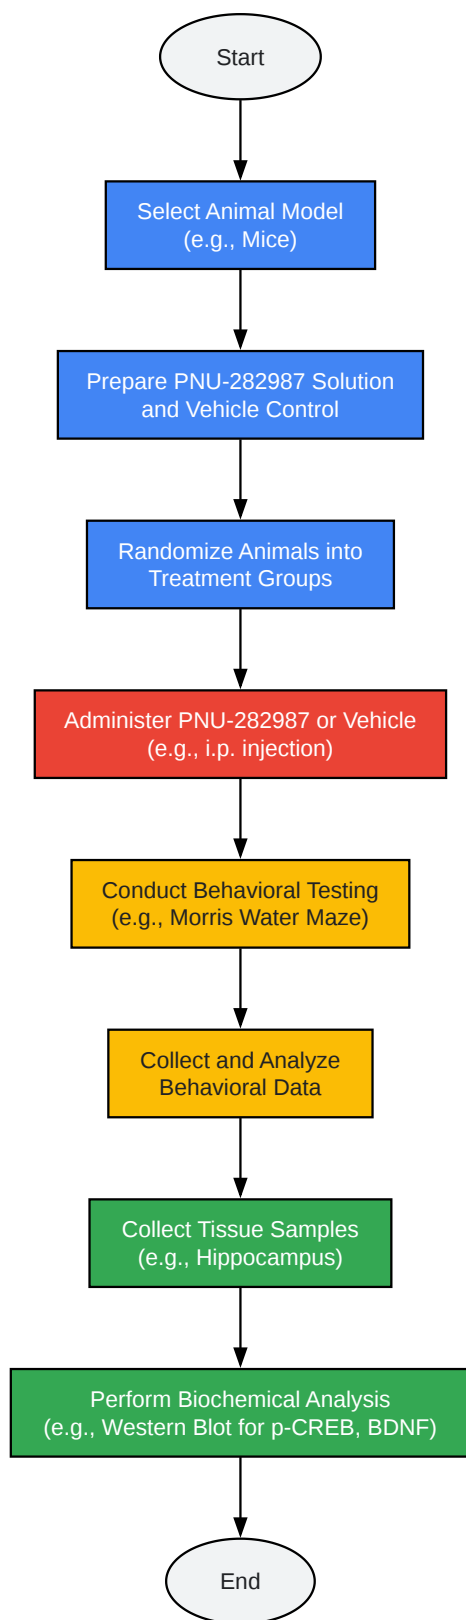 Start
Select Animal Model
(e.g., Mice)
Prepare PNU-282987 Solution
and Vehicle Control
Randomize Animals into
Treatment Groups
Administer PNU-282987 or Vehicle
(e.g., i.p. injection)
Conduct Behavioral Testing
(e.g., Morris Water Maze)
Collect and Analyze
Behavioral Data
Collect Tissue Samples
(e.g., Hippocampus)
Perform Biochemical Analysis
(e.g., Western Blot for p-CREB, BDNF)
End